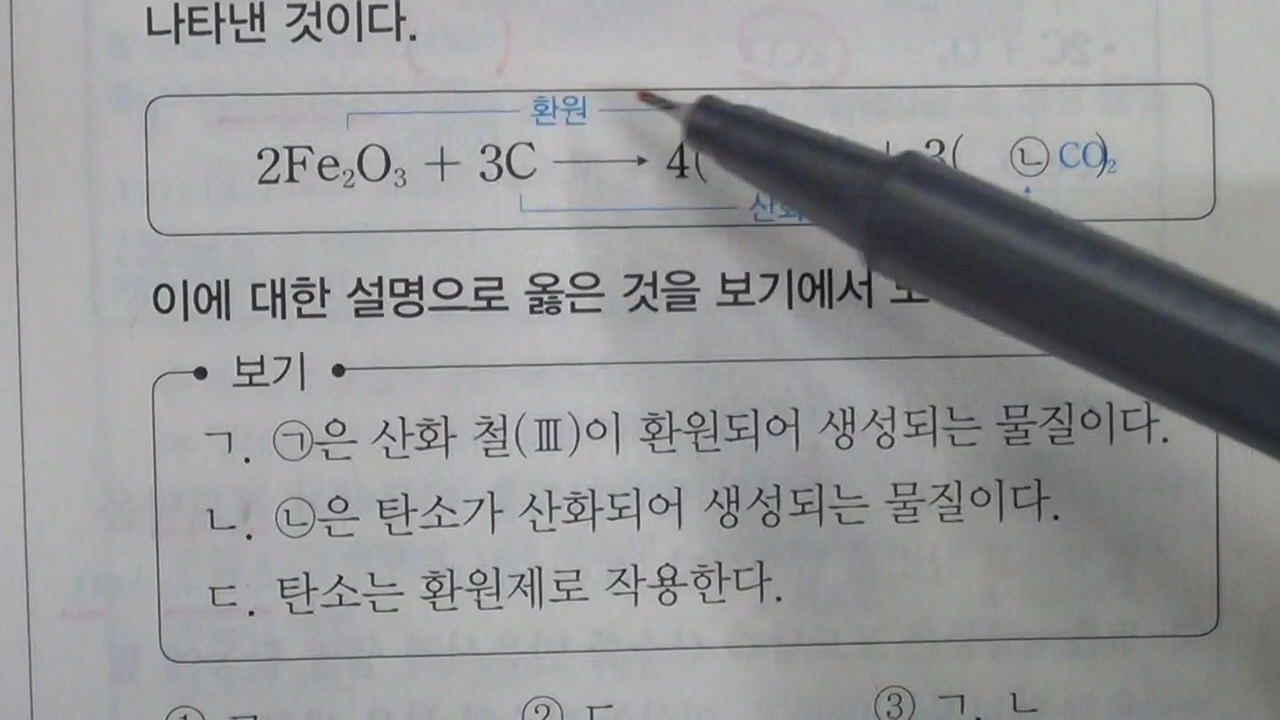 나타낸 것이다.
환원
2Fe₂O₃ + 3C → 4( + 3( ㉡ CO₂)
산화
이에 대한 설명으로 옳은 것을 보기에서
보기
ㄱ. ㉠은 산화 철(Ⅲ)이 환원되어 생성되는 물질이다.
ㄴ. ㉡은 탄소가 산화되어 생성되는 물질이다.
ㄷ. 탄소는 환원제로 작용한다.
① ② ㄷ ③ ㄱ, ㄴ